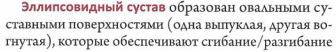 Эллипсовидный сустав образован овальными су-
ставными поверхностями (одна выпуклая, другая во-
гнутая), которые обеспечивают сгибание/разгибание